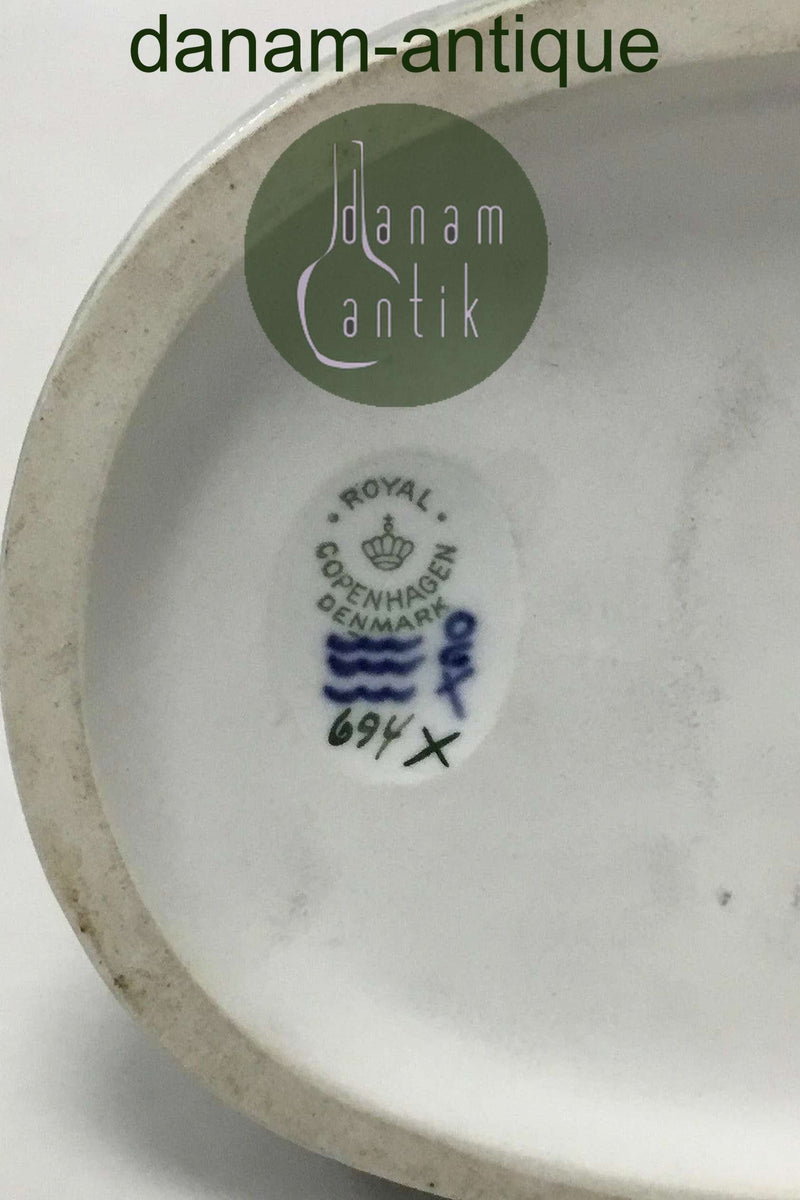 danam-antique
danam
antik
ROYAL
COPENHAGEN
DENMARK
694 X